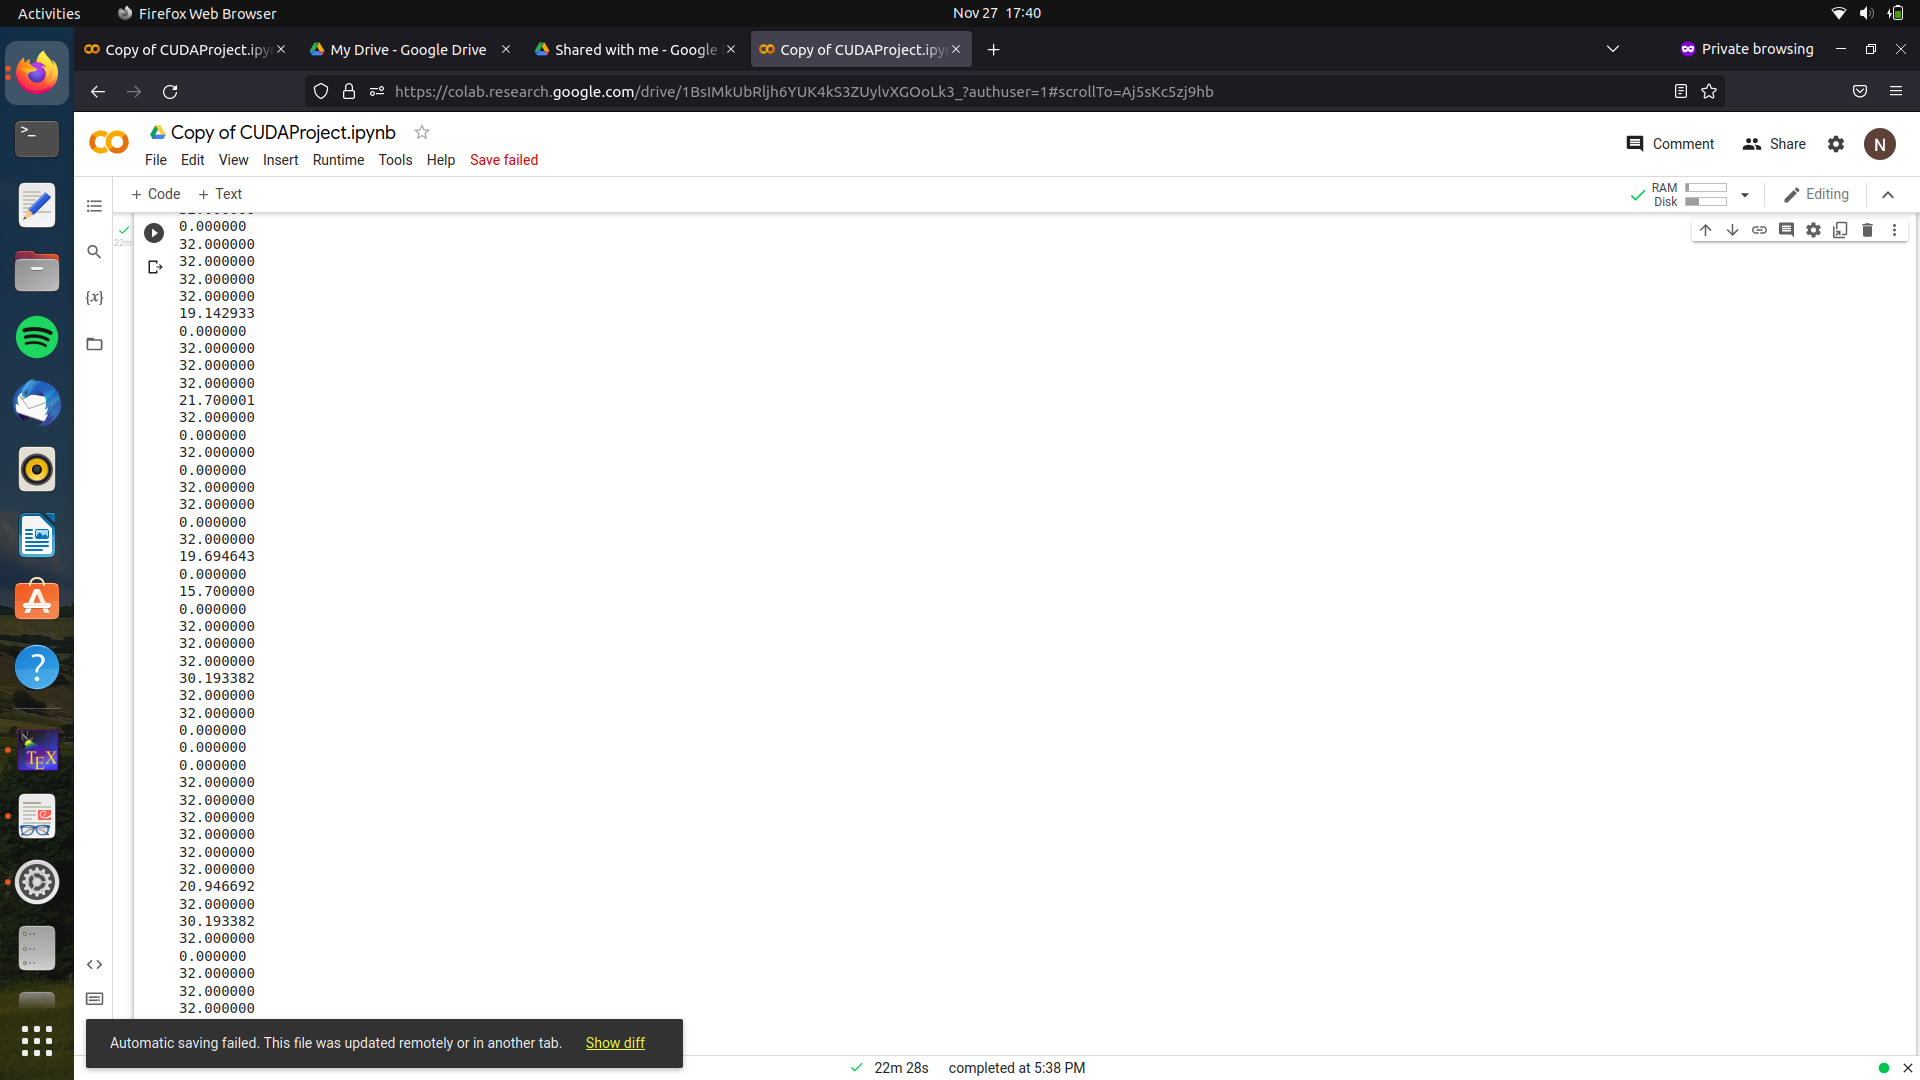 Activities
Firefox Web Browser
Nov 27 17:40
Copy of CUDAProject.ipy
My Drive - Google Drive
Shared with me - Google
Copy of CUDAProject.ipy
Private browsing
https://colab.research.google.com/drive/1BsIMkUbRljh6YUK4kS3ZUylvXGOoLk3_?authuser=1#scrollTo=Aj5sKc5zj9hb
Copy of CUDAProject.ipynb
Comment
Share
N
File Edit View Insert Runtime Tools Help Save failed
+ Code + Text
RAM
Disk
Editing
22m
0.000000
32.000000
32.000000
32.000000
32.000000
19.142933
0.000000
32.000000
32.000000
32.000000
21.700001
32.000000
0.000000
32.000000
0.000000
32.000000
32.000000
0.000000
32.000000
19.694643
0.000000
15.700000
0.000000
32.000000
32.000000
32.000000
30.193382
32.000000
32.000000
0.000000
0.000000
0.000000
32.000000
32.000000
32.000000
32.000000
32.000000
32.000000
20.946692
32.000000
30.193382
32.000000
0.000000
32.000000
32.000000
32.000000
Automatic saving failed. This file was updated remotely or in another tab. Show diff
22m 28s completed at 5:38 PM